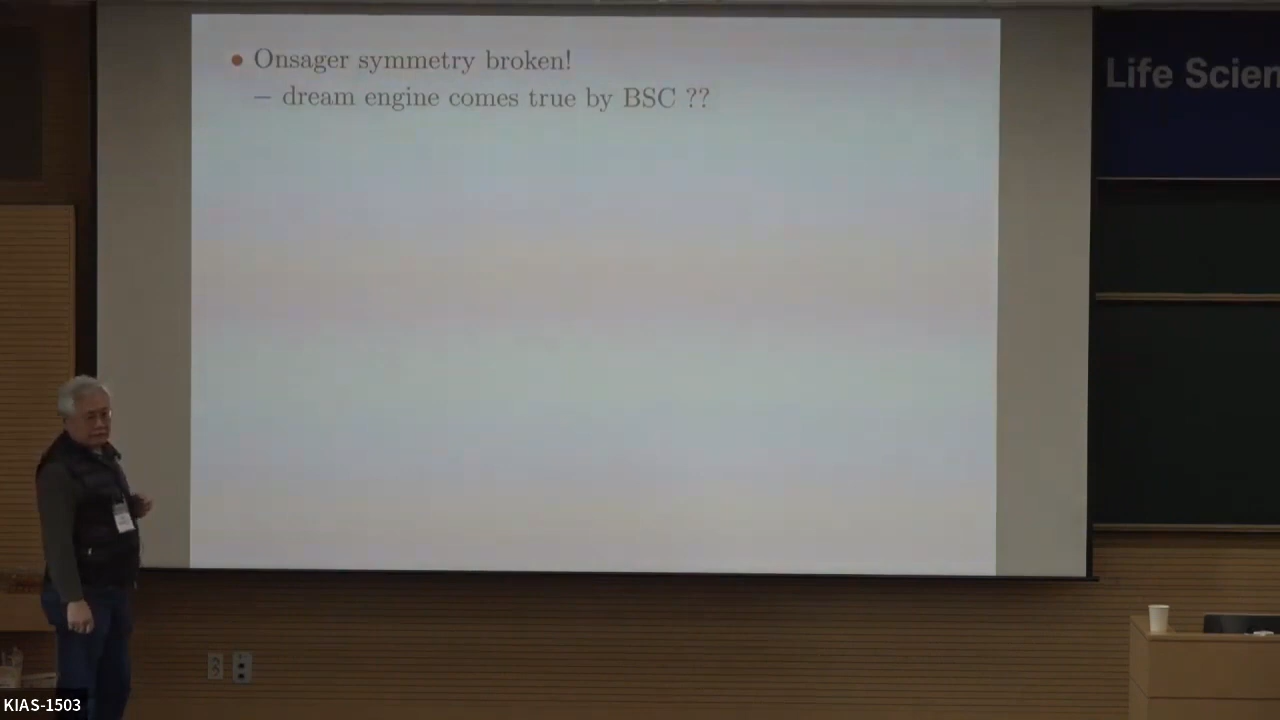 • Onsager symmetry broken!
– dream engine comes true by BSC ??
Life Scien
KIAS-1503